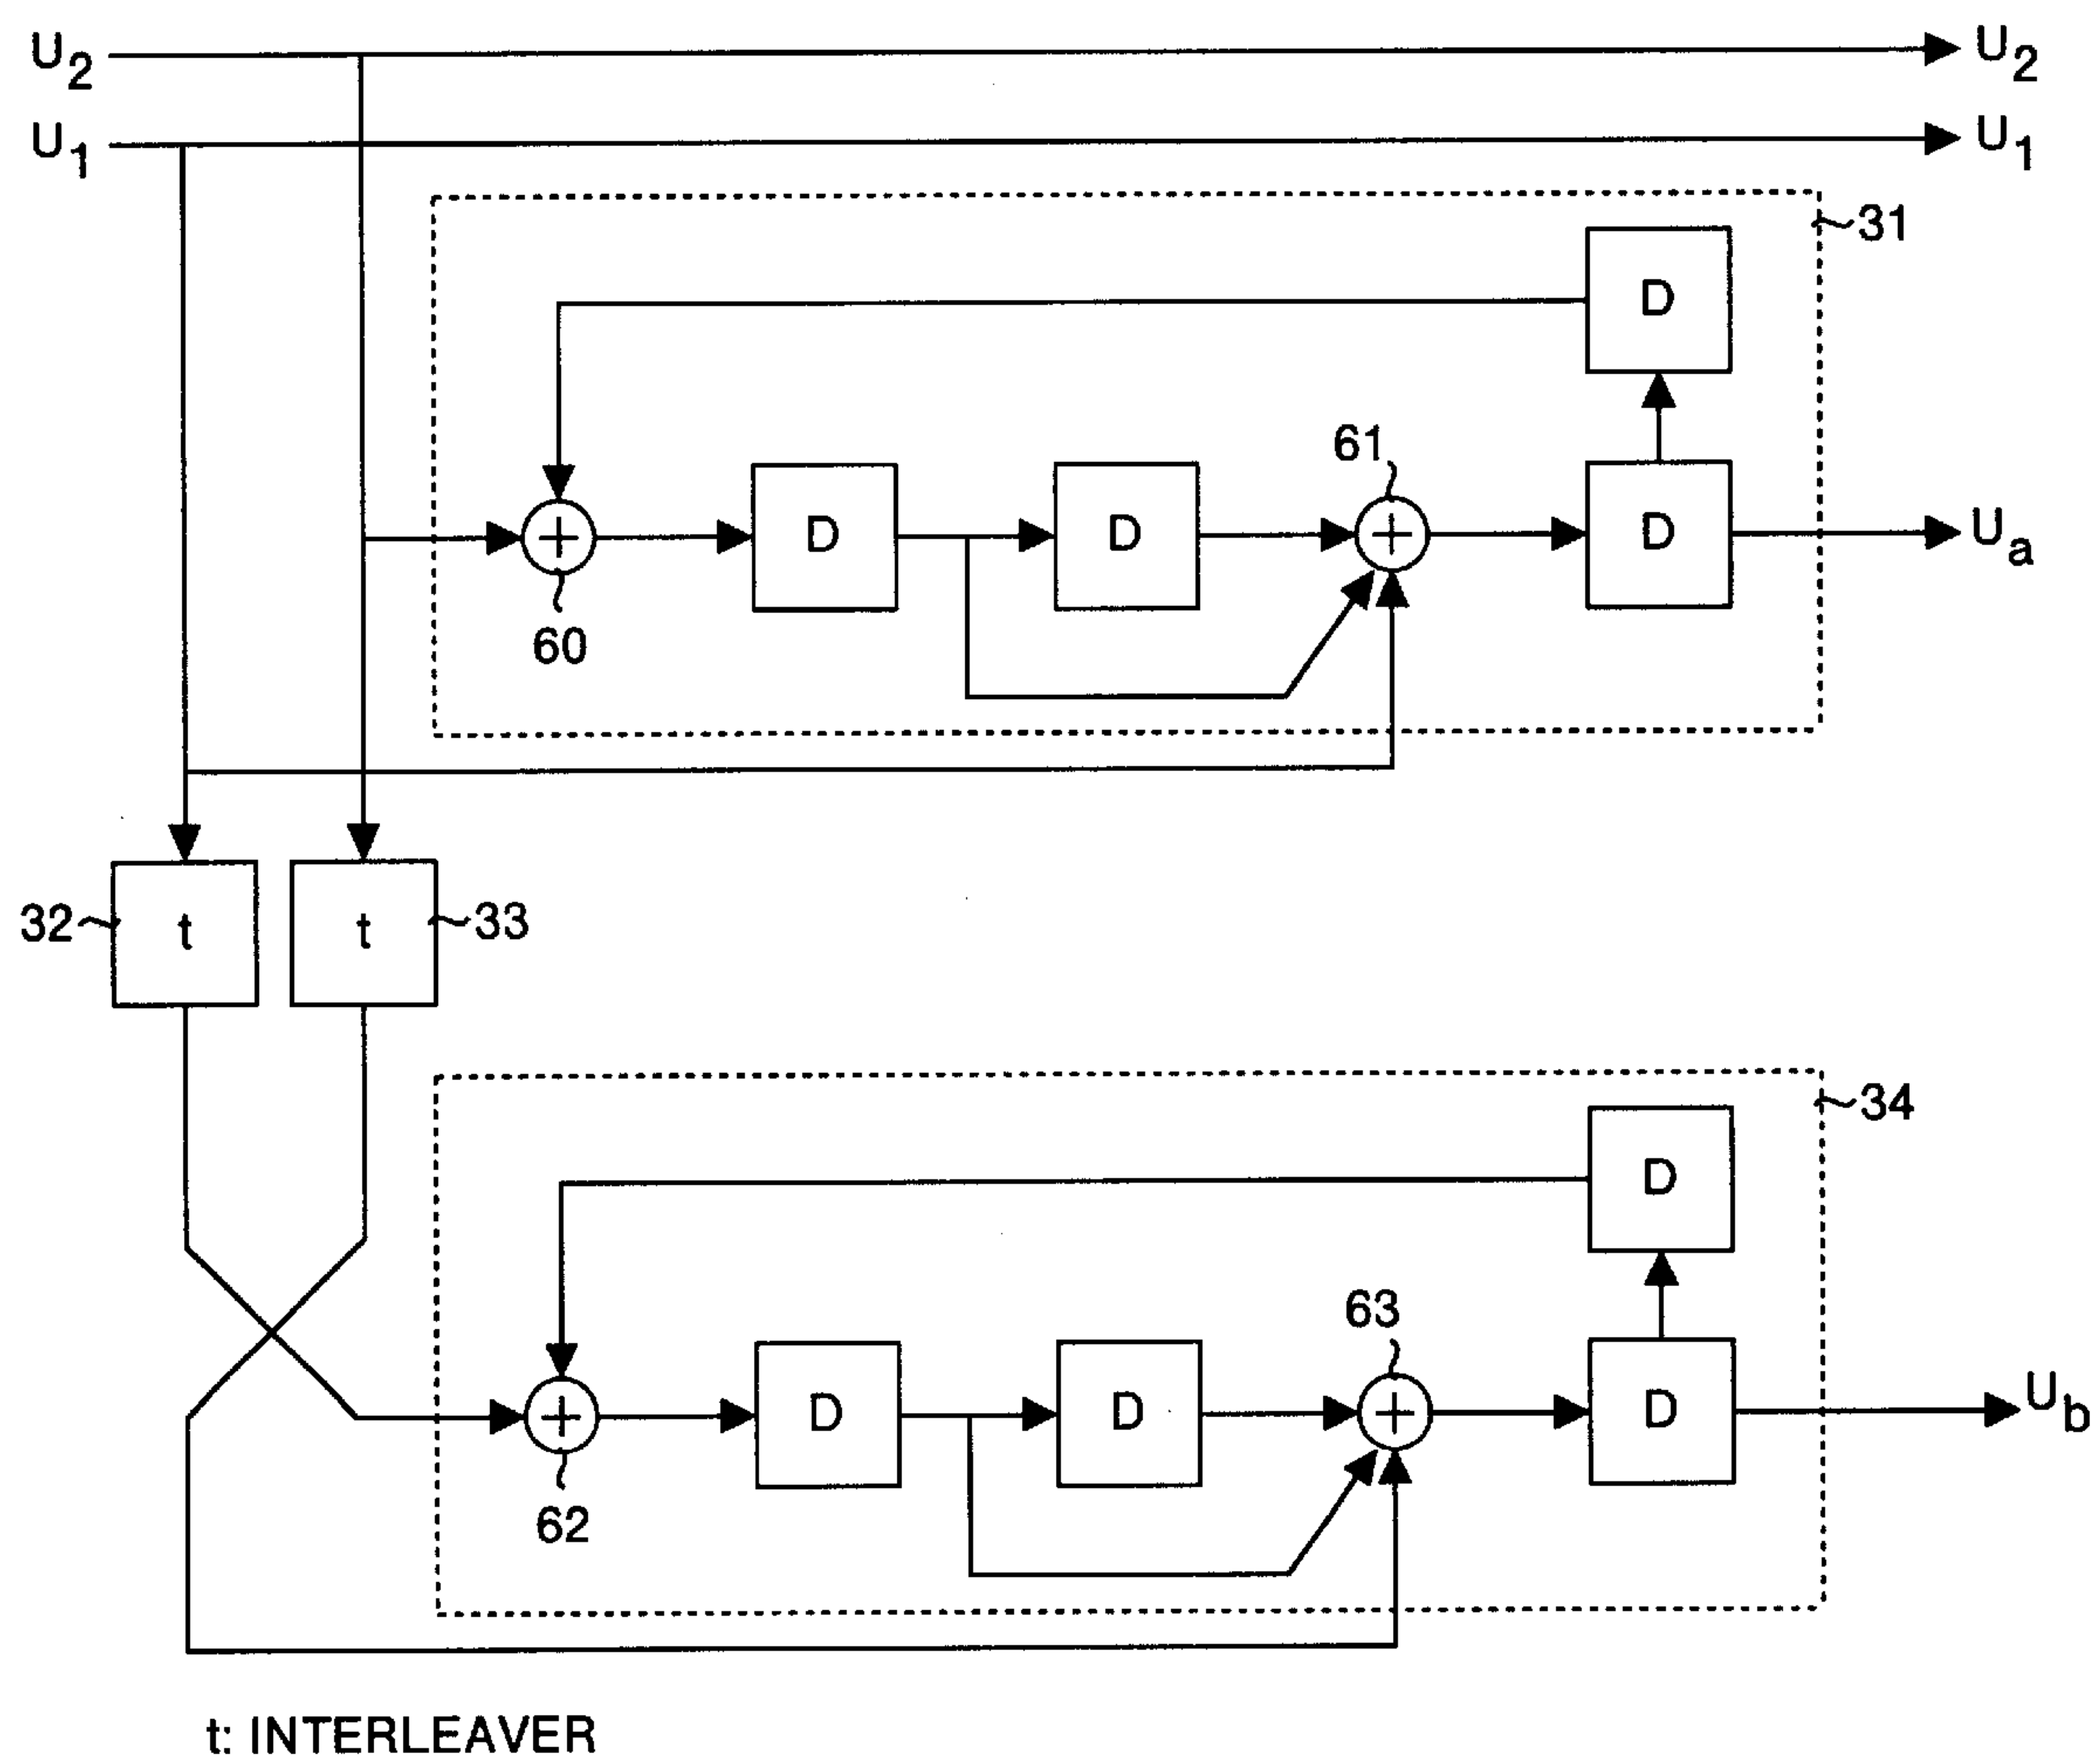 U2 U2
U1 U1
31
D
61
D D D Ua
60
32 t t 33
34
D
63
D D D Ub
62
t: INTERLEAVER